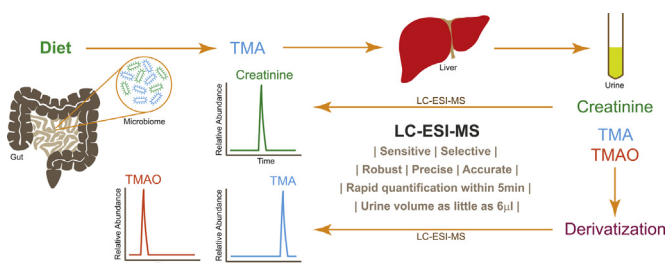 Diet
TMA
Liver
Urine
Microbiome
Gut
Creatinine
Relative Abundance
Time
LC-ESI-MS
Creatinine
TMA
TMAO
LC-ESI-MS
| Sensitive | Selective |
| Robust | Precise | Accurate |
| Rapid quantification within 5min |
| Urine volume as little as 6µl |
TMAO
Relative Abundance
TMA
Relative Abundance
LC-ESI-MS
Derivatization